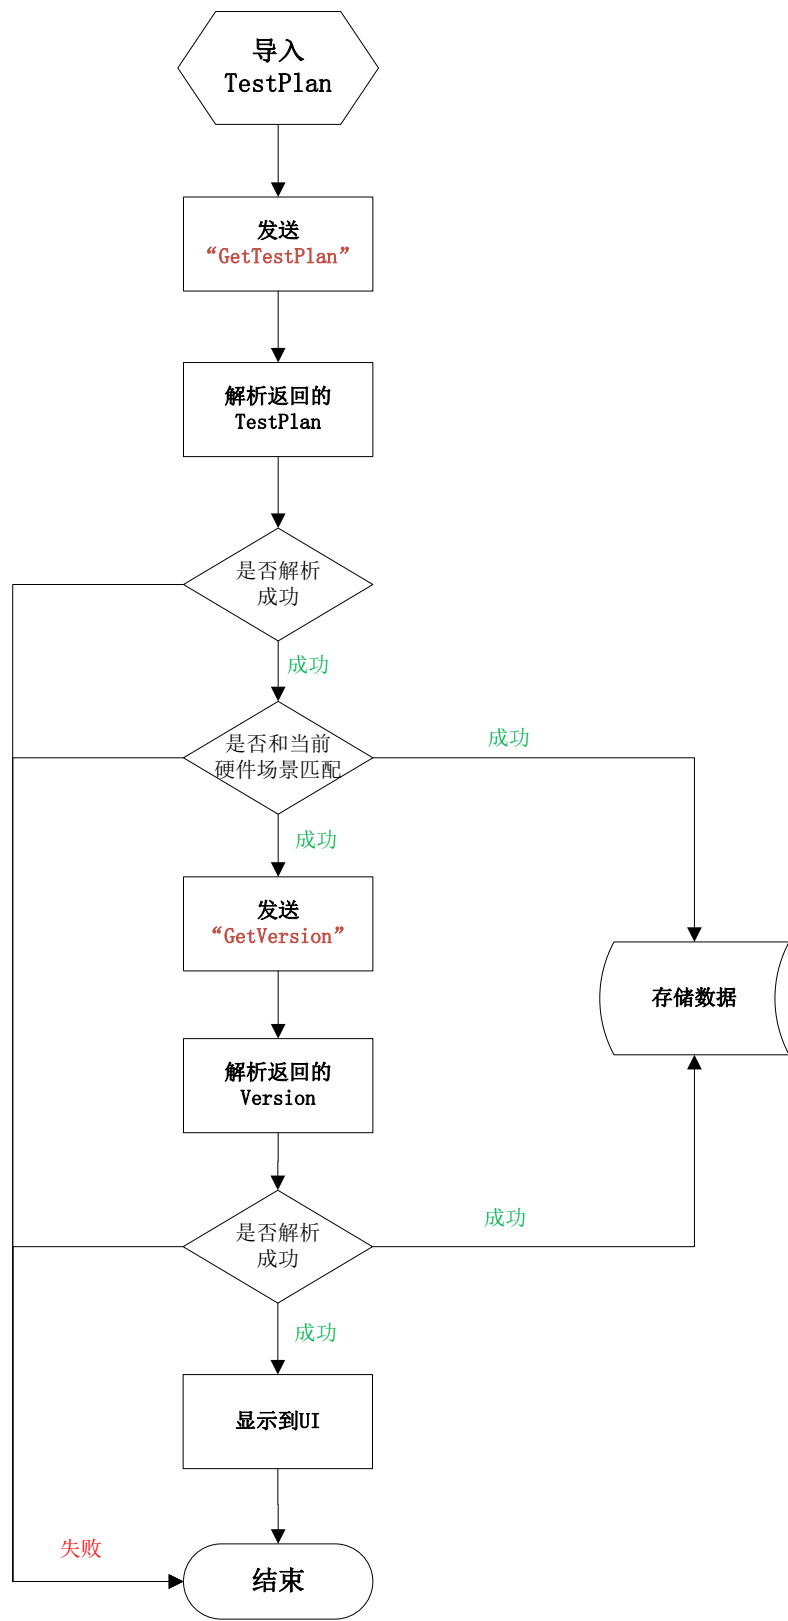 导入
TestPlan
发送
“GetTestPlan”
解析返回的
TestPlan
是否解析
成功
成功
是否和当前
硬件场景匹配
成功
成功
发送
“GetVersion”
存储数据
解析返回的
Version
是否解析
成功
成功
成功
显示到UI
失败
结束